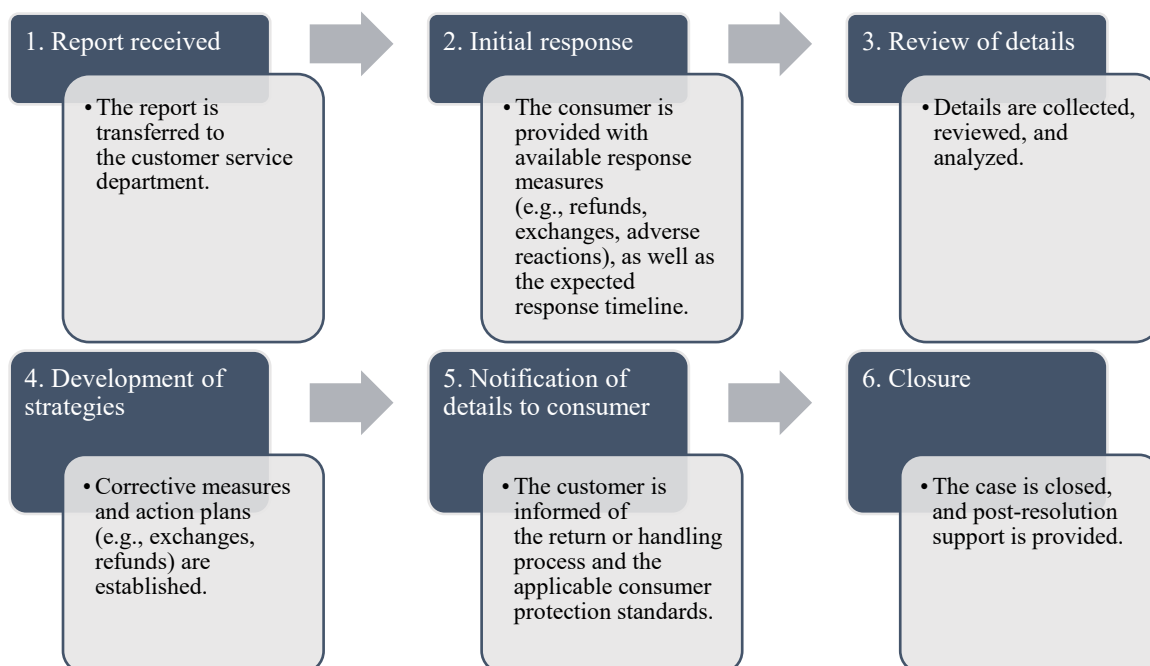 1. Report received
• The report is
transferred to
the customer service
department.
2. Initial response
• The consumer is
provided with
available response
measures
(e.g., refunds,
exchanges, adverse
reactions), as well as
the expected
response timeline.
3. Review of details
• Details are collected,
reviewed, and
analyzed.
4. Development of
strategies
• Corrective measures
and action plans
(e.g., exchanges,
refunds) are
established.
5. Notification of
details to consumer
• The customer is
informed of
the return or handling
process and the
applicable consumer
protection standards.
6. Closure
• The case is closed,
and post-resolution
support is provided.